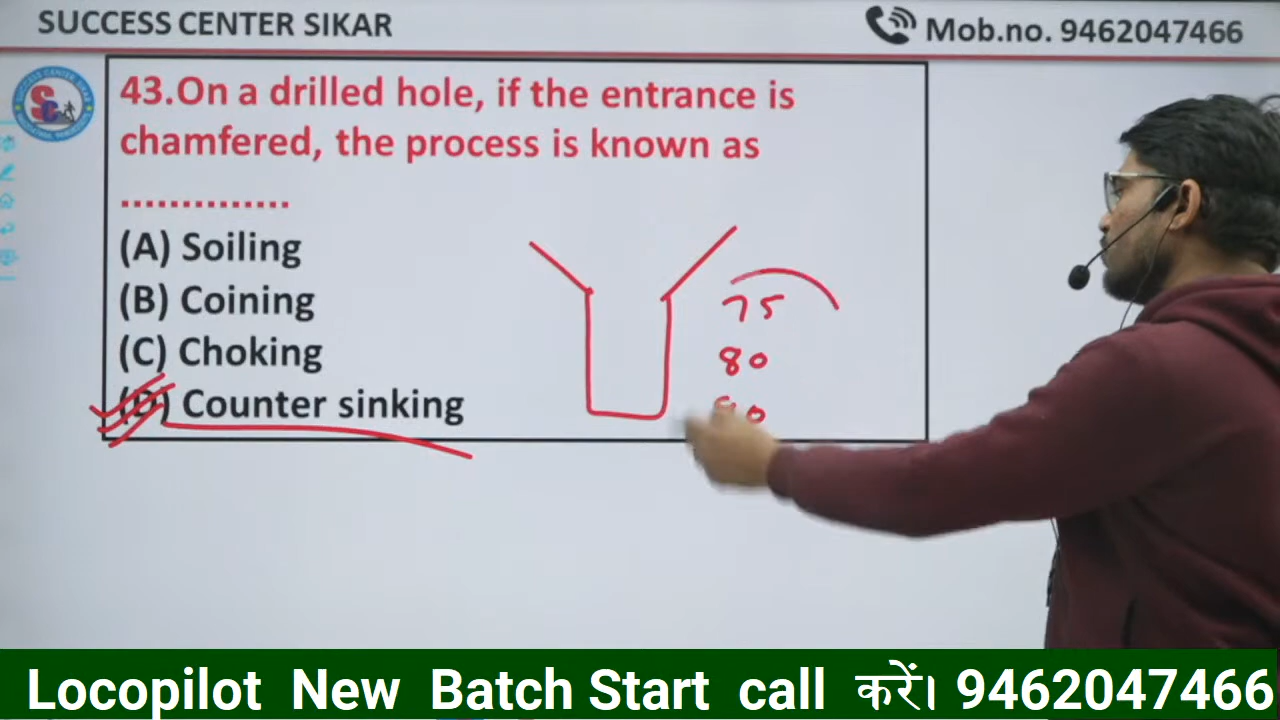 SUCCESS CENTER SIKAR
Mob.no. 9462047466
43.On a drilled hole, if the entrance is
chamfered, the process is known as
..............
(A) Soiling
(B) Coining
(C) Choking
(D) Counter sinking
75
80
Locopilot New Batch Start call करें। 9462047466